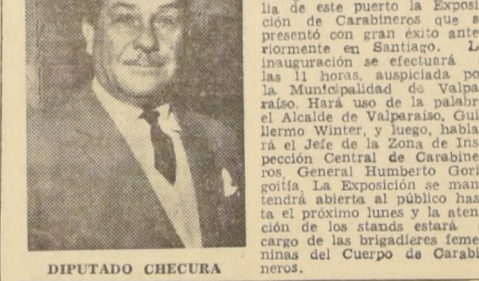 lia de este puerto la Exposi
ción de Carabineros que s
presentó con gran éxito ante
riormente en Santiago. L
inauguración se efectuará
las 11 horas, auspiciada po
la Municipalidad de Valpa
raíso. Hará uso de la palabr
el Alcalde de Valparaíso, Gui
llermo Winter, y luego, habla
rá el Jefe de la Zona de Ins
pección Central de Carabine
ros, General Humberto Gori
goitía. La Exposición se man
tendrá abierta al público has
ta el próximo lunes y la aten
ción de los stands estará
cargo de las brigadieres feme
ninas del Cuerpo de Carabi
neros.
DIPUTADO CHECURA